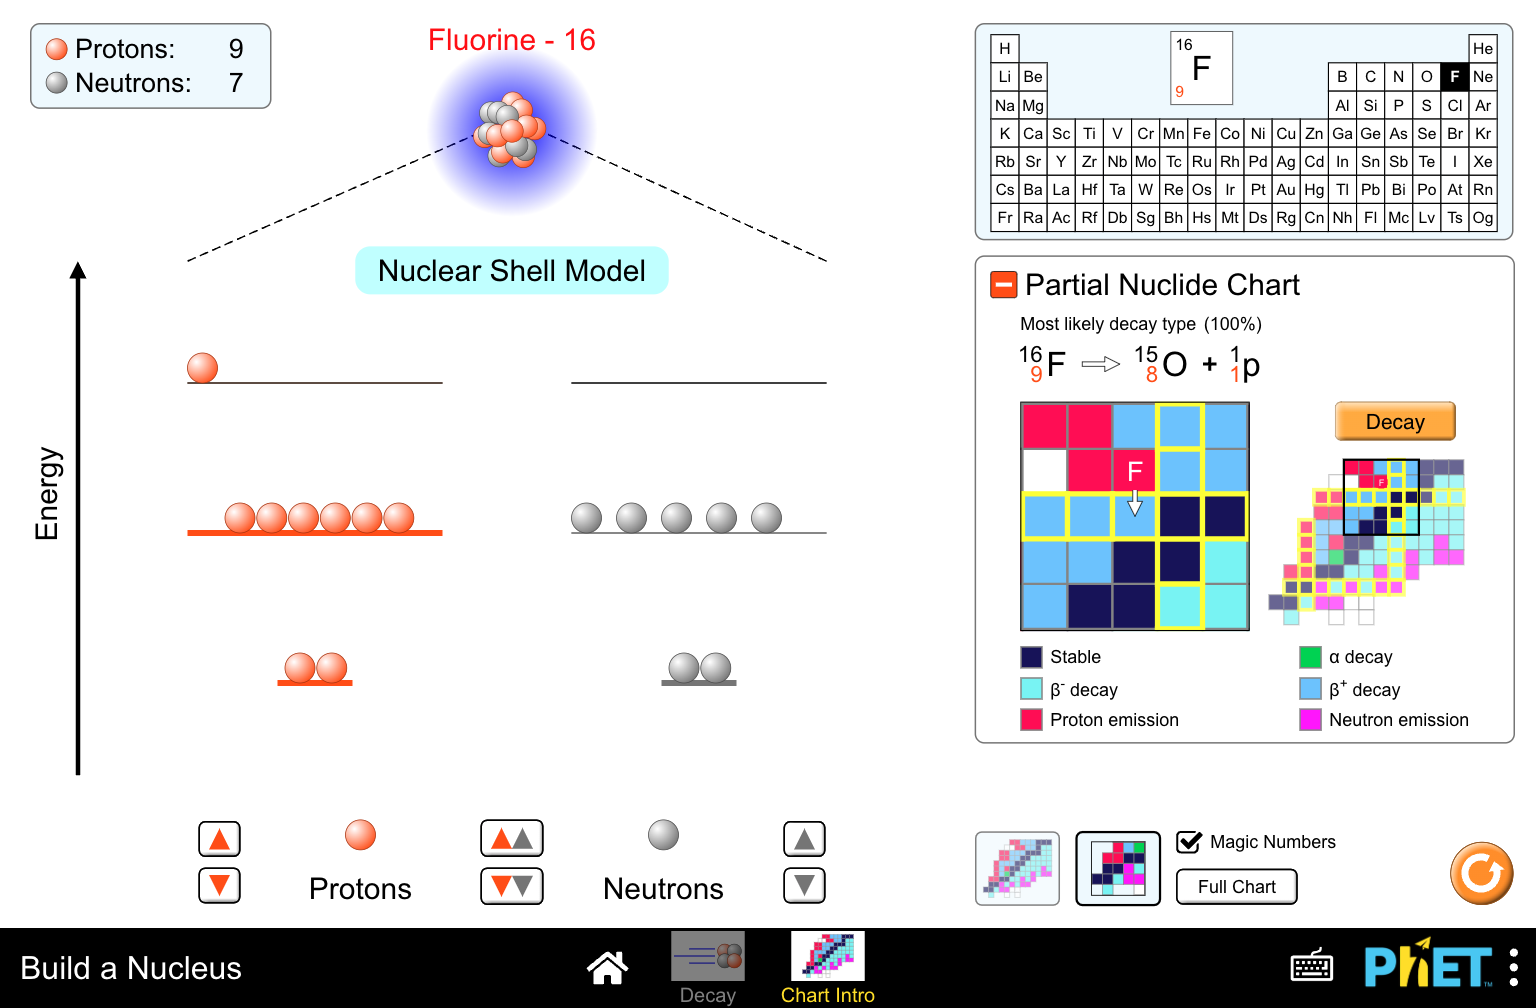 Protons: 9
Neutrons: 7
Fluorine - 16
Nuclear Shell Model
Energy
Protons
Neutrons
16
F
9
H He
Li Be B C N O F Ne
Na Mg Al Si P S Cl Ar
K Ca Sc Ti V Cr Mn Fe Co Ni Cu Zn Ga Ge As Se Br Kr
Rb Sr Y Zr Nb Mo Tc Ru Rh Pd Ag Cd In Sn Sb Te I Xe
Cs Ba La Hf Ta W Re Os Ir Pt Au Hg Tl Pb Bi Po At Rn
Fr Ra Ac Rf Db Sg Bh Hs Mt Ds Rg Cn Nh Fl Mc Lv Ts Og
Partial Nuclide Chart
Most likely decay type (100%)
16 9 F ⇨ 15 8 O + 1 1 p
Decay
F
F
Stable
α decay
β- decay
β+ decay
Proton emission
Neutron emission
Magic Numbers
Full Chart
Build a Nucleus
Decay
Chart Intro
PhET™